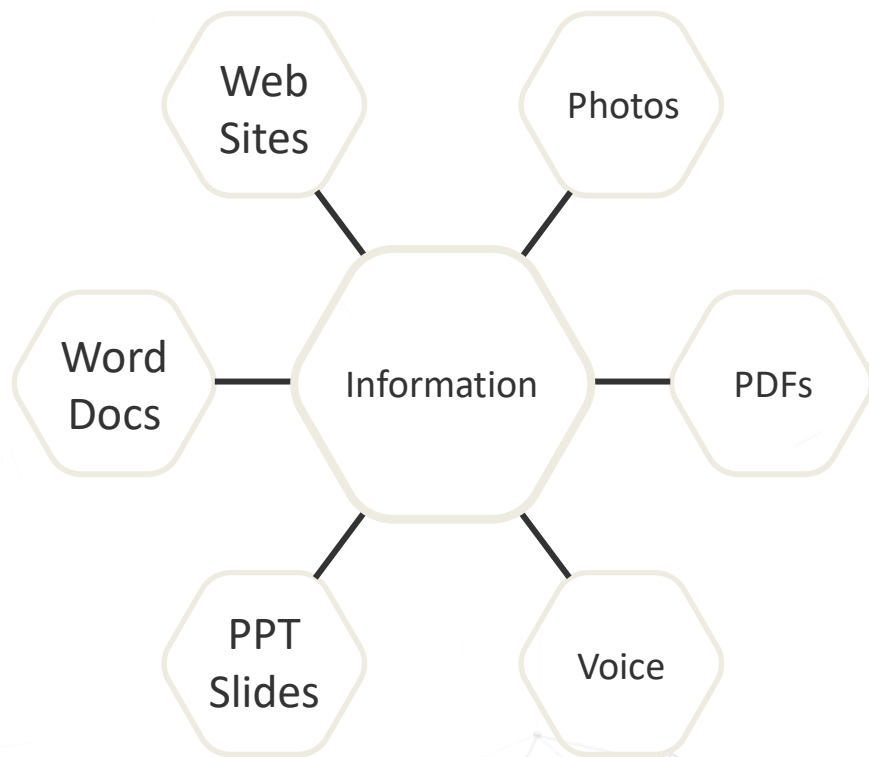 Web
Sites
Photos
Word
Docs
Information
PDFs
PPT
Slides
Voice